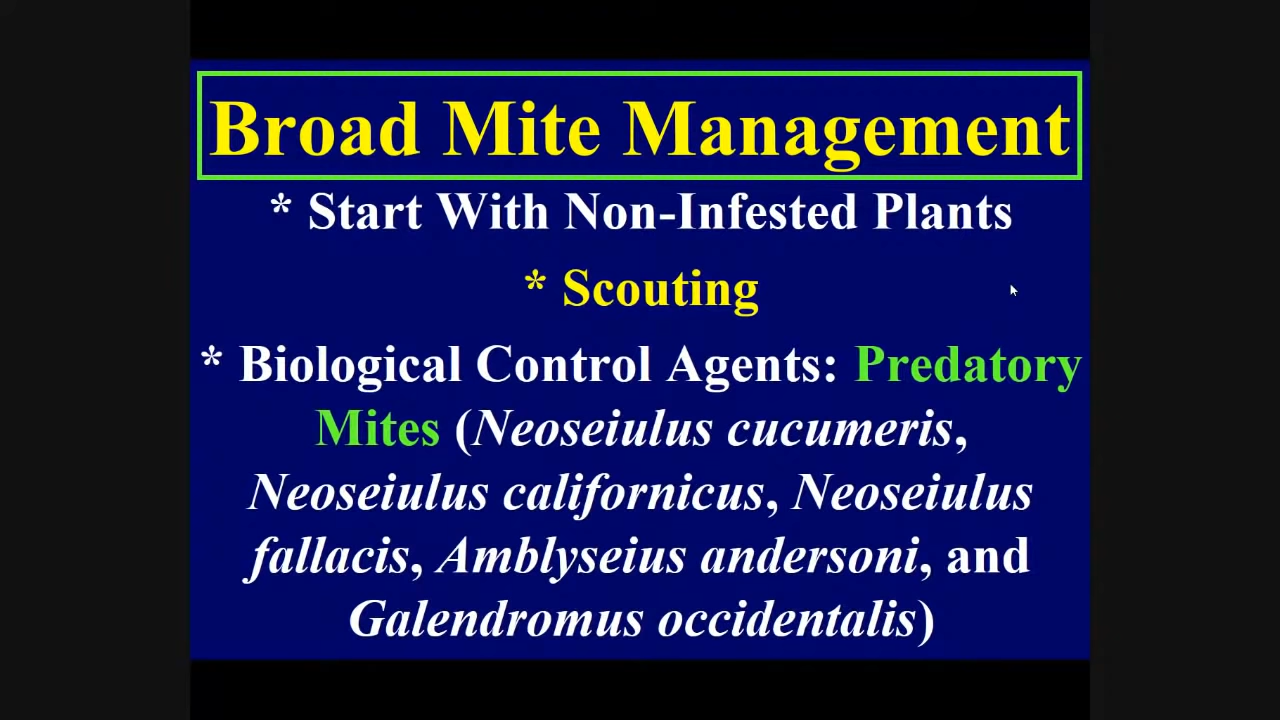 Broad Mite Management
* Start With Non-Infested Plants
* Scouting
* Biological Control Agents: Predatory
Mites (Neoseiulus cucumeris,
Neoseiulus californicus, Neoseiulus
fallacis, Amblyseius andersoni, and
Galendromus occidentalis)